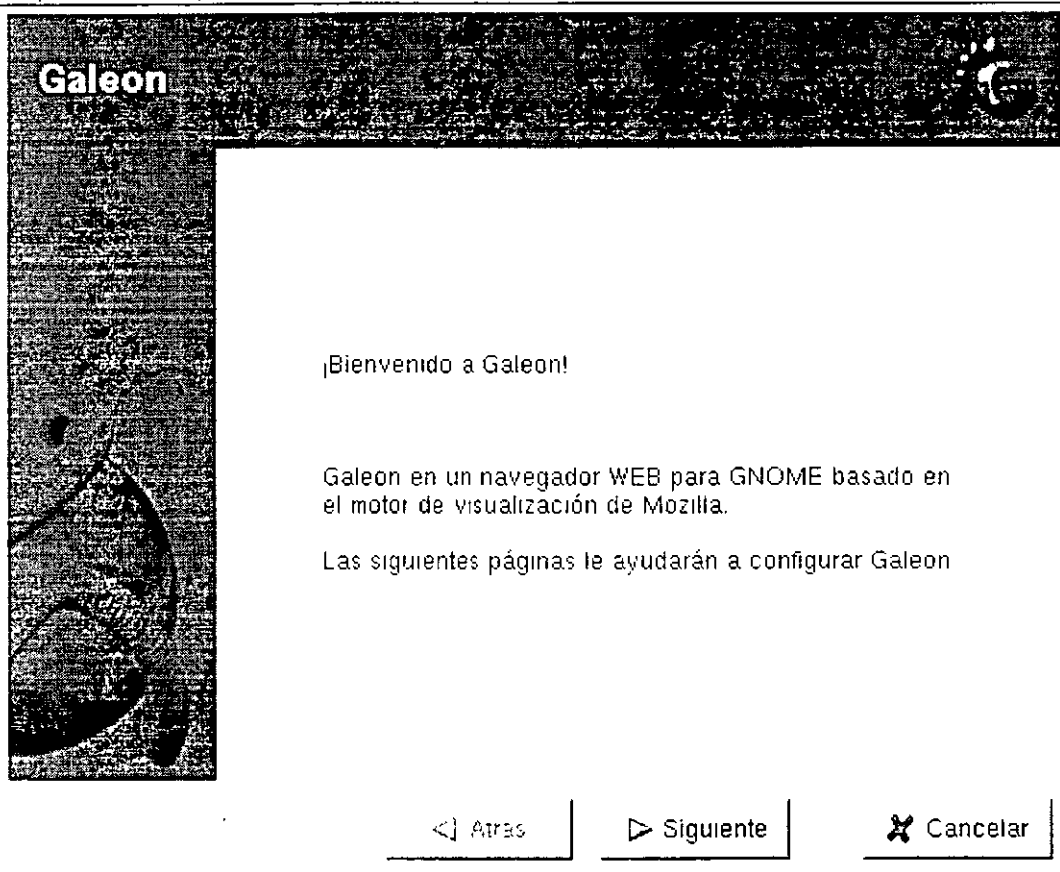 Galeon
¡Bienvenido a Galeon!
Galeon en un navegador WEB para GNOME basado en
el motor de visualización de Mozilla.
Las siguientes páginas le ayudarán a configurar Galeon
Atrás
Siguiente
Cancelar